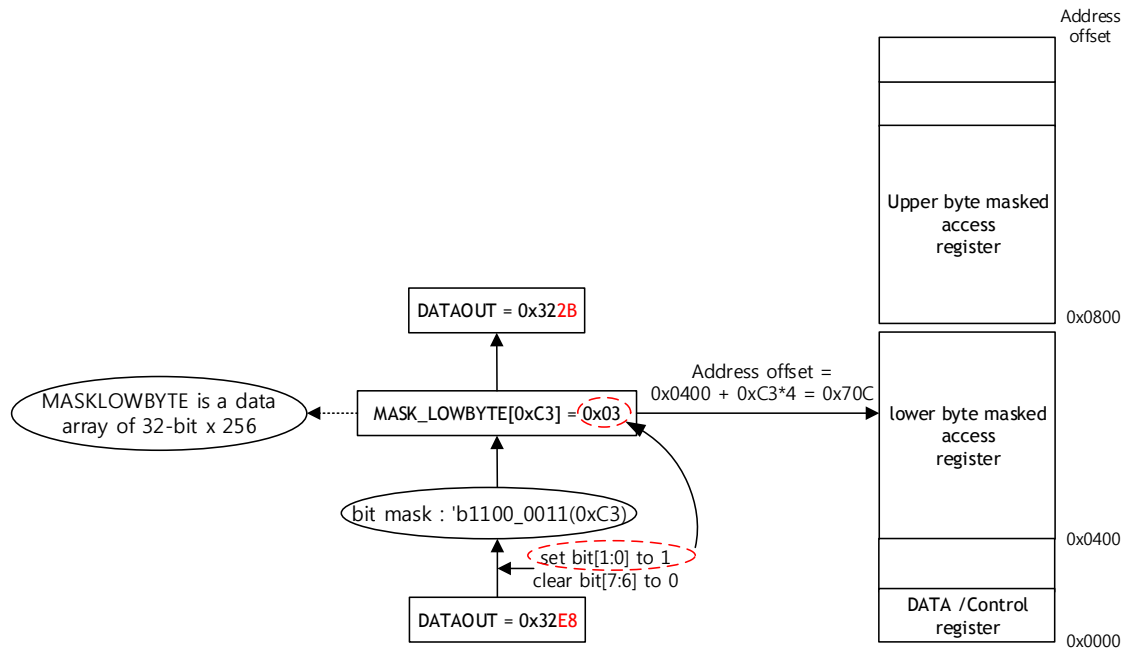 Address
offset
Upper byte masked
access
register
0x0800
DATAOUT = 0x322B
Address offset =
0x0400 + 0xC3*4 = 0x70C
MASKLOWBYTE is a data
array of 32-bit x 256
MASK_LOWBYTE[0xC3] = 0x03
lower byte masked
access
register
bit mask : 'b1100_0011(0xC3)
0x0400
set bit[1:0] to 1
clear bit[7:6] to 0
DATAOUT = 0x32E8
DATA /Control
register
0x0000